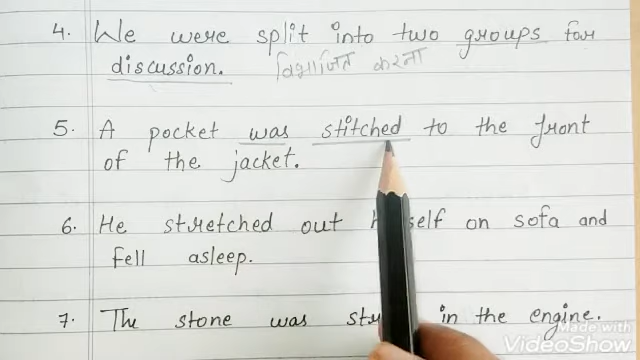 4. We were split into two groups for
discussion. विभाजित करना
5. A pocket was stitched to the front
of the jacket.
6. He stretched out self on sofa and
fell asleep.
7. The stone was in the engine.
Made with
VideoShow